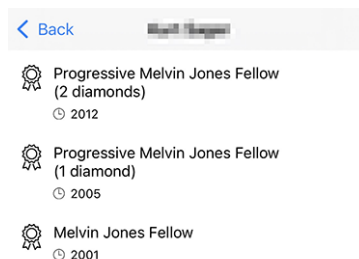 Back
Progressive Melvin Jones Fellow
(2 diamonds)
2012
Progressive Melvin Jones Fellow
(1 diamond)
2005
Melvin Jones Fellow
2001